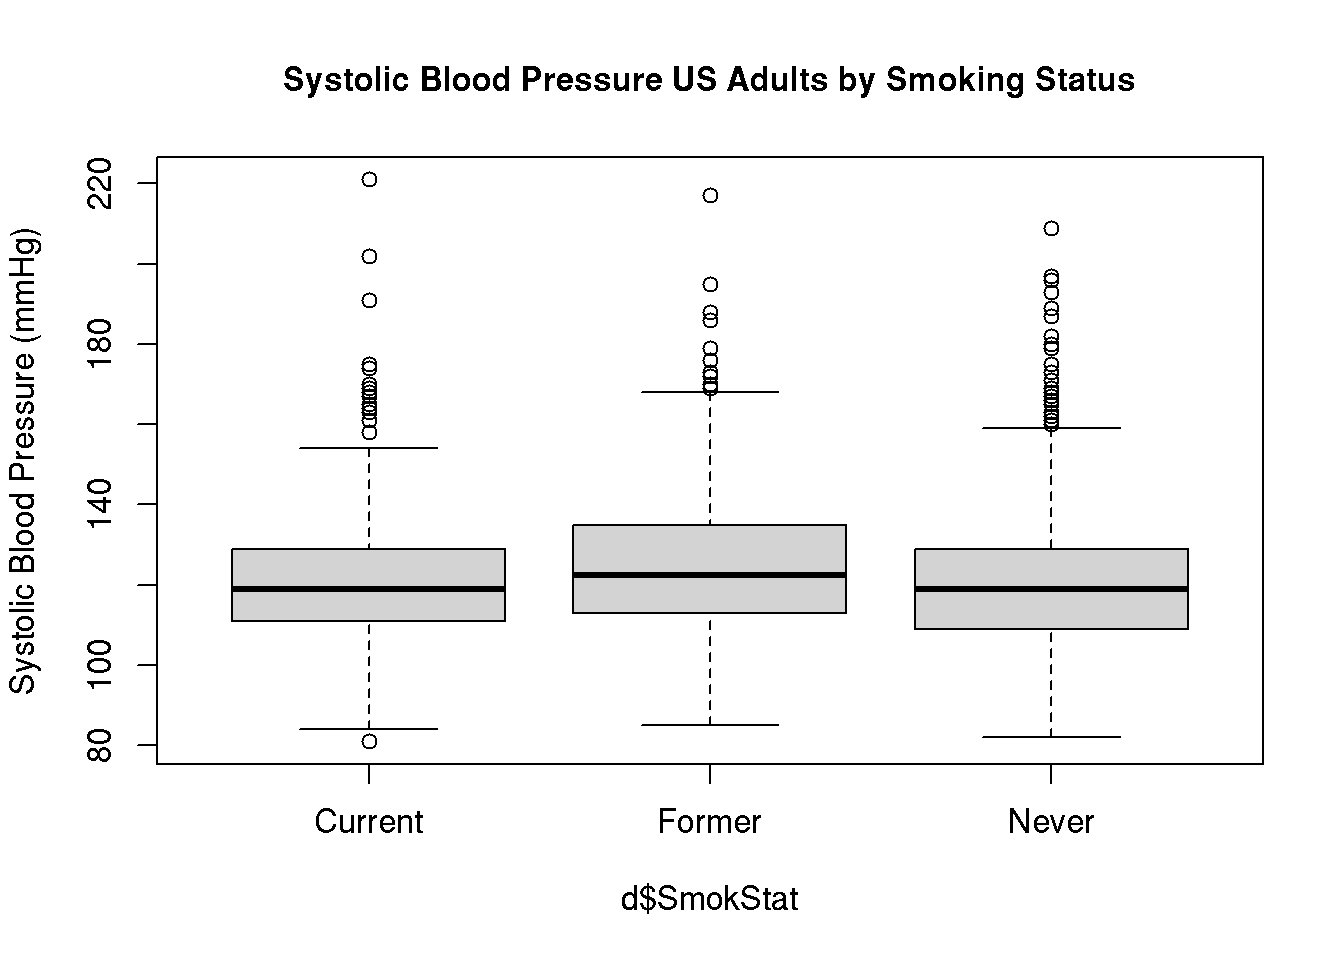 Systolic Blood Pressure US Adults by Smoking Status
Systolic Blood Pressure (mmHg)
220
180
140
100
80
Current Former Never
d$SmokStat